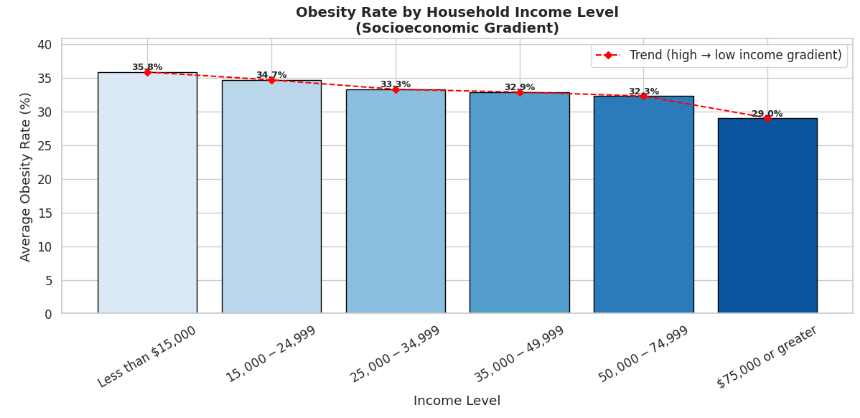 Obesity Rate by Household Income Level
(Socioeconomic Gradient)
Trend (high → low income gradient)
Average Obesity Rate (%)
40
35
30
25
20
15
10
5
0
35.8%
34.7%
33.3%
32.9%
32.3%
29.0%
Less than $15,000
15,000 − 24,999
25,000 − 34,999
35,000 − 49,999
50,000 − 74,999
$75,000 or greater
Income Level